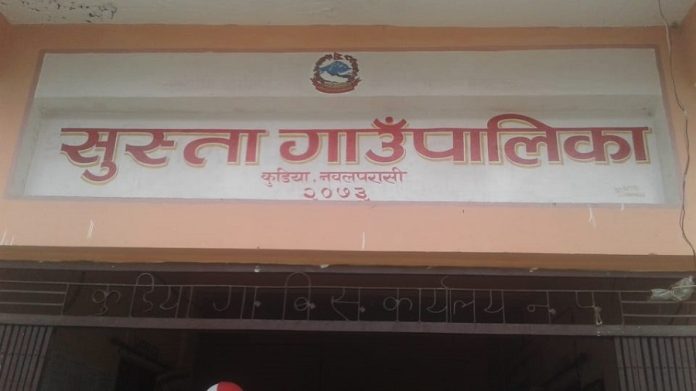 सुस्ता गाउँपालिका
कुडिया, नवलपरासी
२०७३
कुडिया गा. बि.स. कार्यालय न. प.